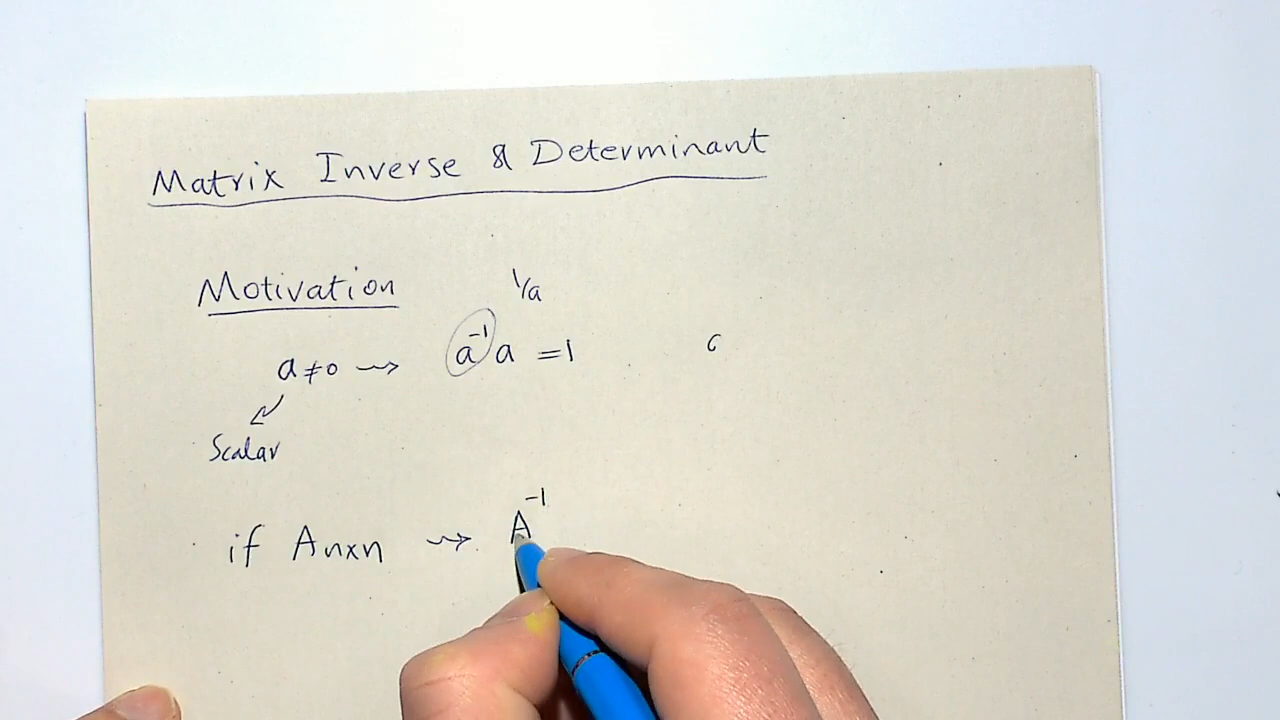 Matrix Inverse & Determinant
Motivation
1/a
a≠0 ⇝ a⁻¹a = 1
Scalar
if Anxn ⇝ A⁻¹